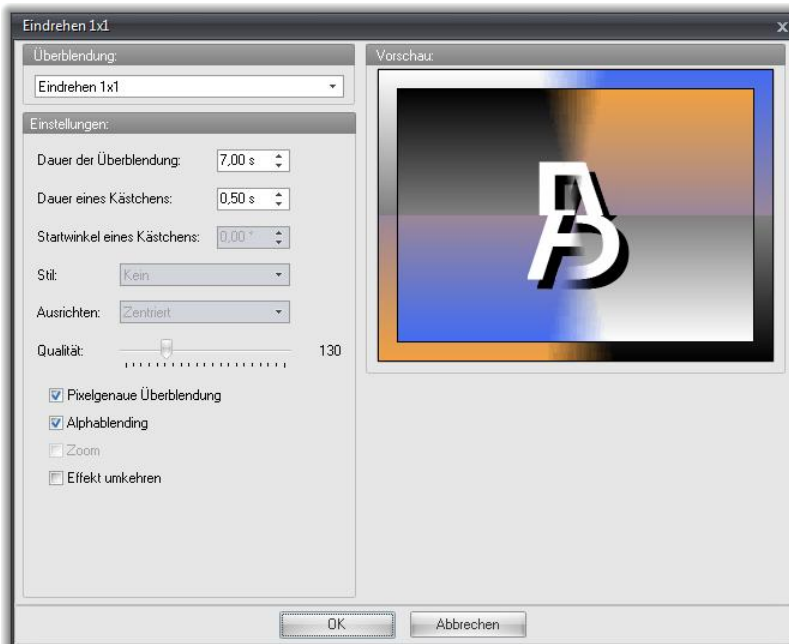 Eindrehen 1x1
x
Überblendung:
Eindrehen 1x1
Einstellungen:
Dauer der Überblendung: 7,00 s
Dauer eines Kästchens: 0,50 s
Startwinkel eines Kästchens: 0,00 °
Stil: Kein
Ausrichten: Zentriert
Qualität: 130
Pixelgenaue Überblendung
Alphablending
Zoom
Effekt umkehren
Vorschau:
OK
Abbrechen